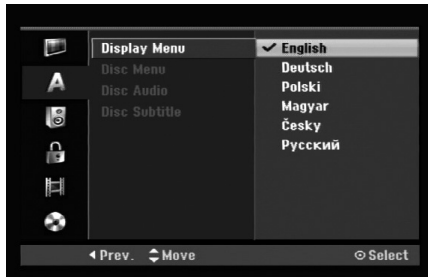 A
Display Menu
Disc Menu
Disc Audio
Disc Subtitle
✔ English
Deutsch
Polski
Magyar
Česky
Русский
◀ Prev. Move Select